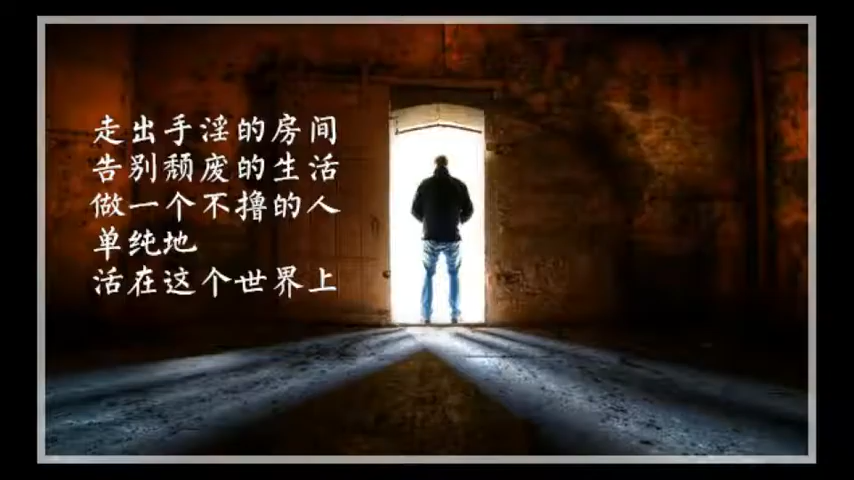 走出手淫的房间
告别颓废的生活
做一个不撸的人
单纯地
活在这个世界上